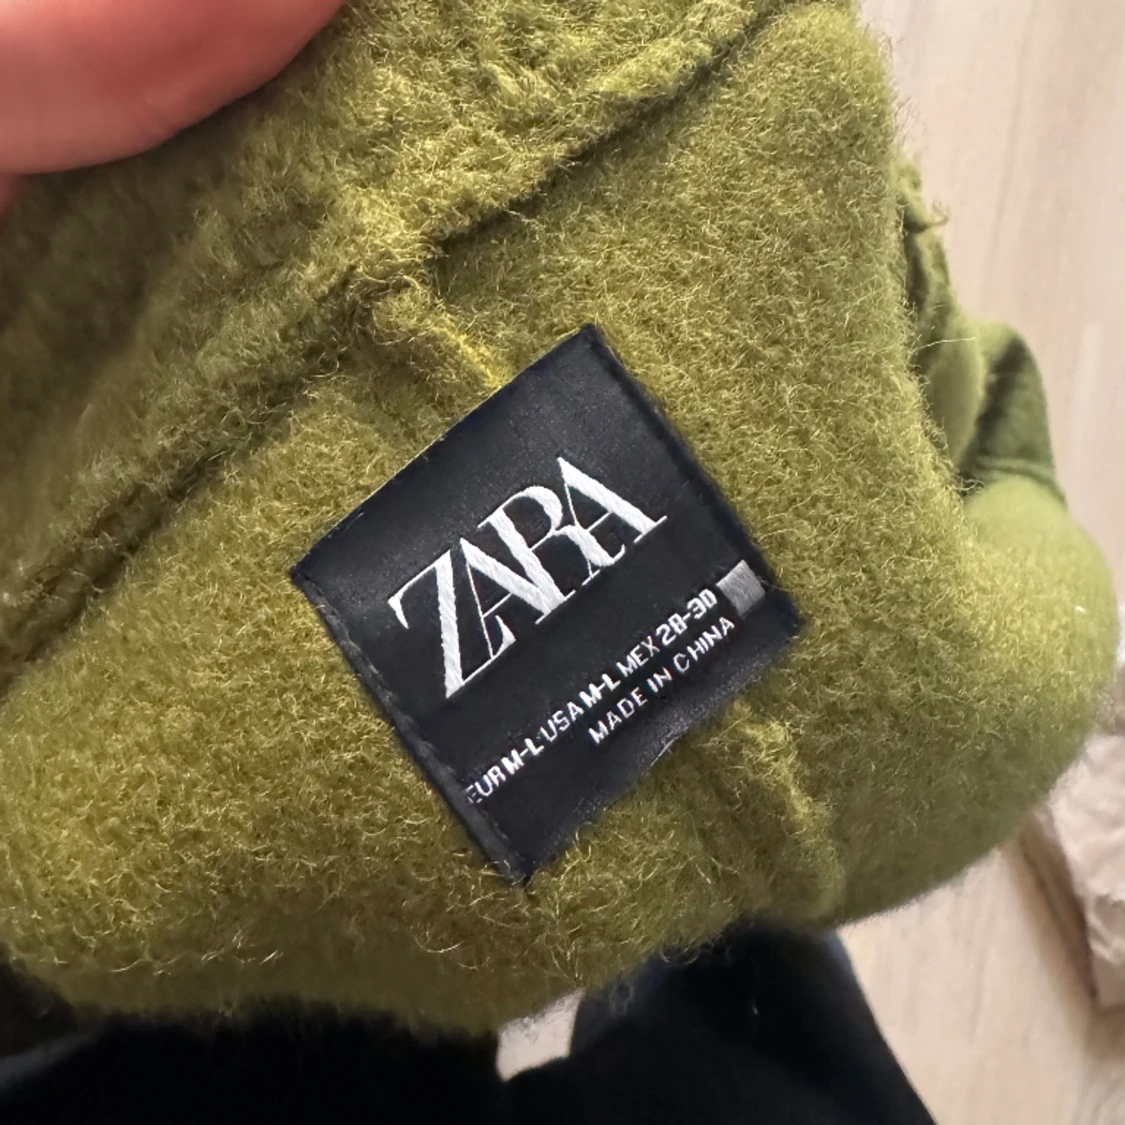 ZARA
EUR M-L USA M-L MEX 28-30
MADE IN CHINA